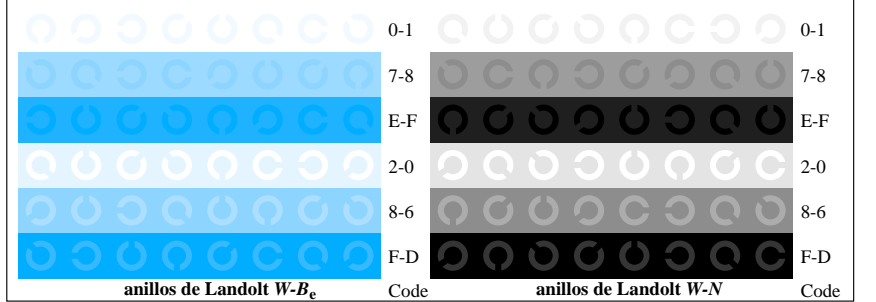 0-1 0-1
7-8 7-8
E-F E-F
2-0 2-0
8-6 8-6
F-D F-D
anillos de Landolt W-Be Code anillos de Landolt W-N Code